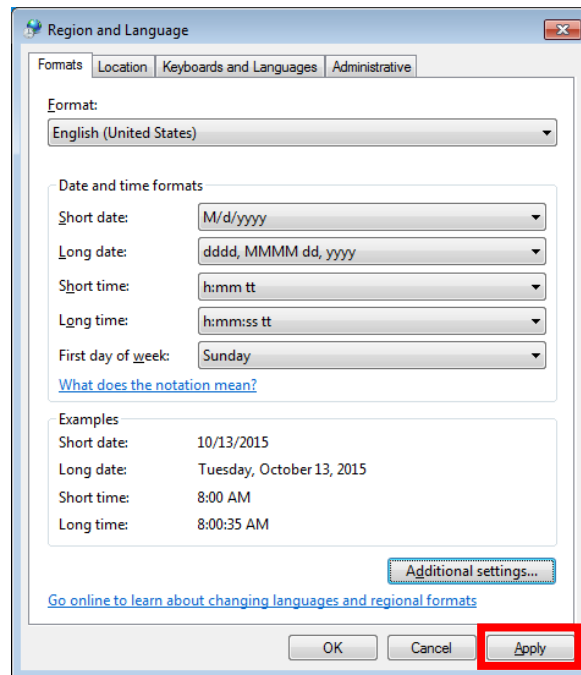 Region and Language
Formats Location Keyboards and Languages Administrative
Format:
English (United States)
Date and time formats
Short date: M/d/yyyy
Long date: dddd, MMMM dd, yyyy
Short time: h:mm tt
Long time: h:mm:ss tt
First day of week: Sunday
What does the notation mean?
Examples
Short date: 10/13/2015
Long date: Tuesday, October 13, 2015
Short time: 8:00 AM
Long time: 8:00:35 AM
Additional settings...
Go online to learn about changing languages and regional formats
OK Cancel Apply